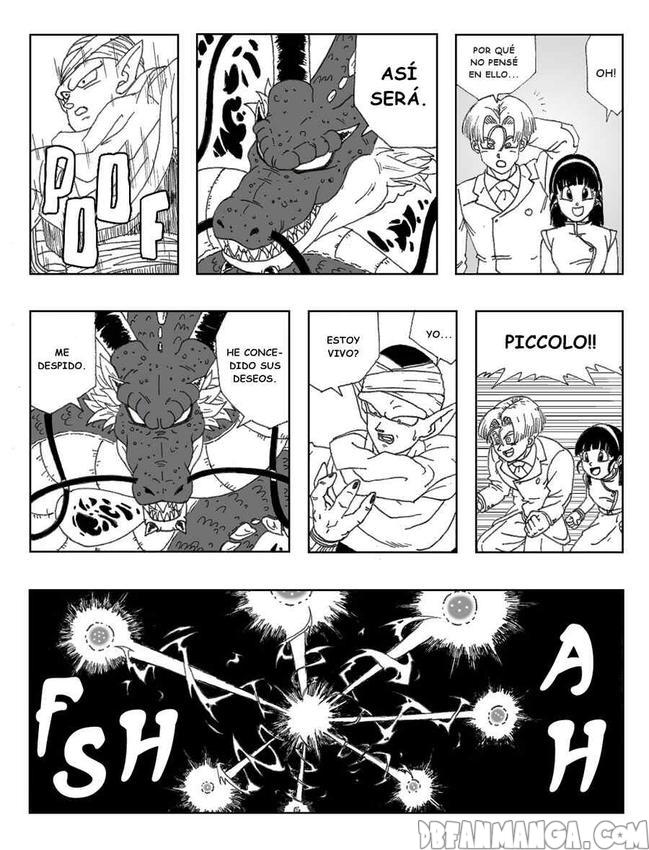 POR QUÉ
NO PENSÉ
EN ELLO...
OH!
ASÍ
SERÁ.
POOF
PICCOLO!!
YO...
ESTOY
VIVO?
HE CONCE-
DIDO SUS
DESEOS.
ME
DESPIDO.
FSH
AH
DBFANMANGA.COM